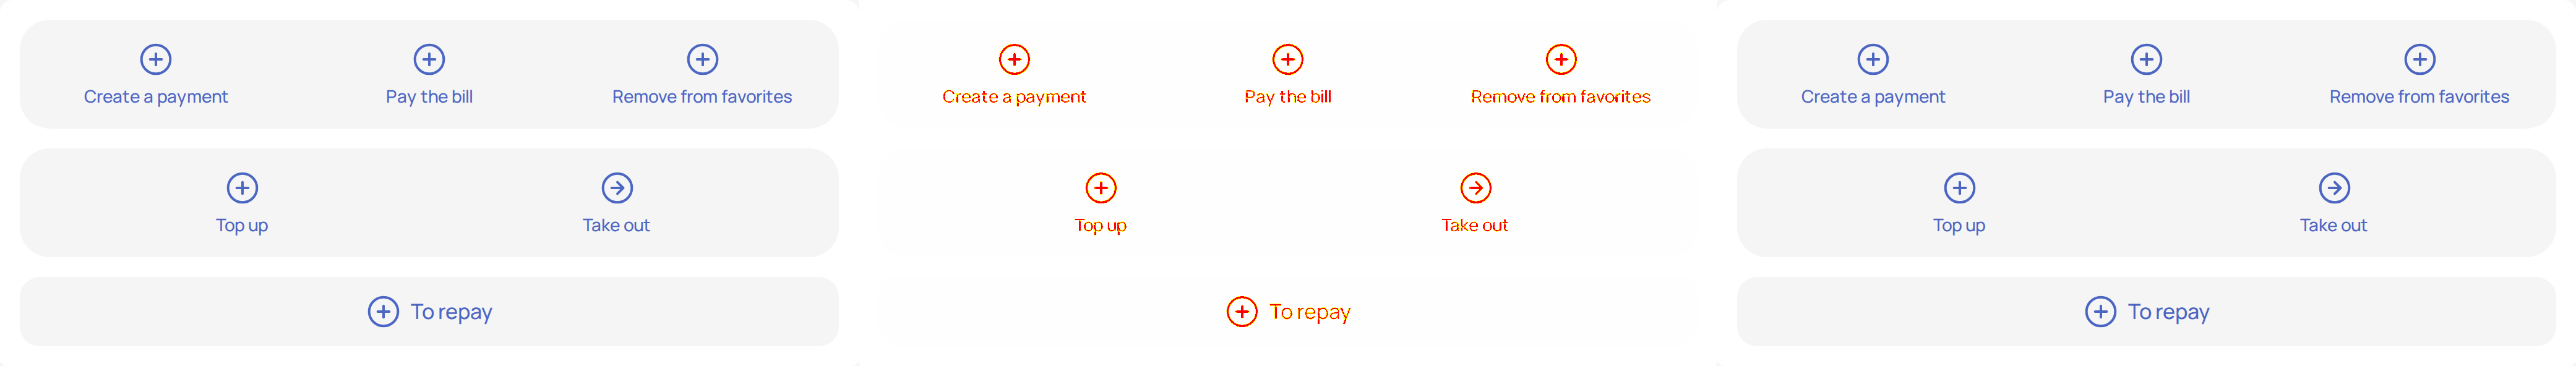 Create a payment Pay the bill Remove from favorites
Top up Take out
To repay
Create a payment Pay the bill Remove from favorites
Top up Take out
To repay
Create a payment Pay the bill Remove from favorites
Top up Take out
To repay